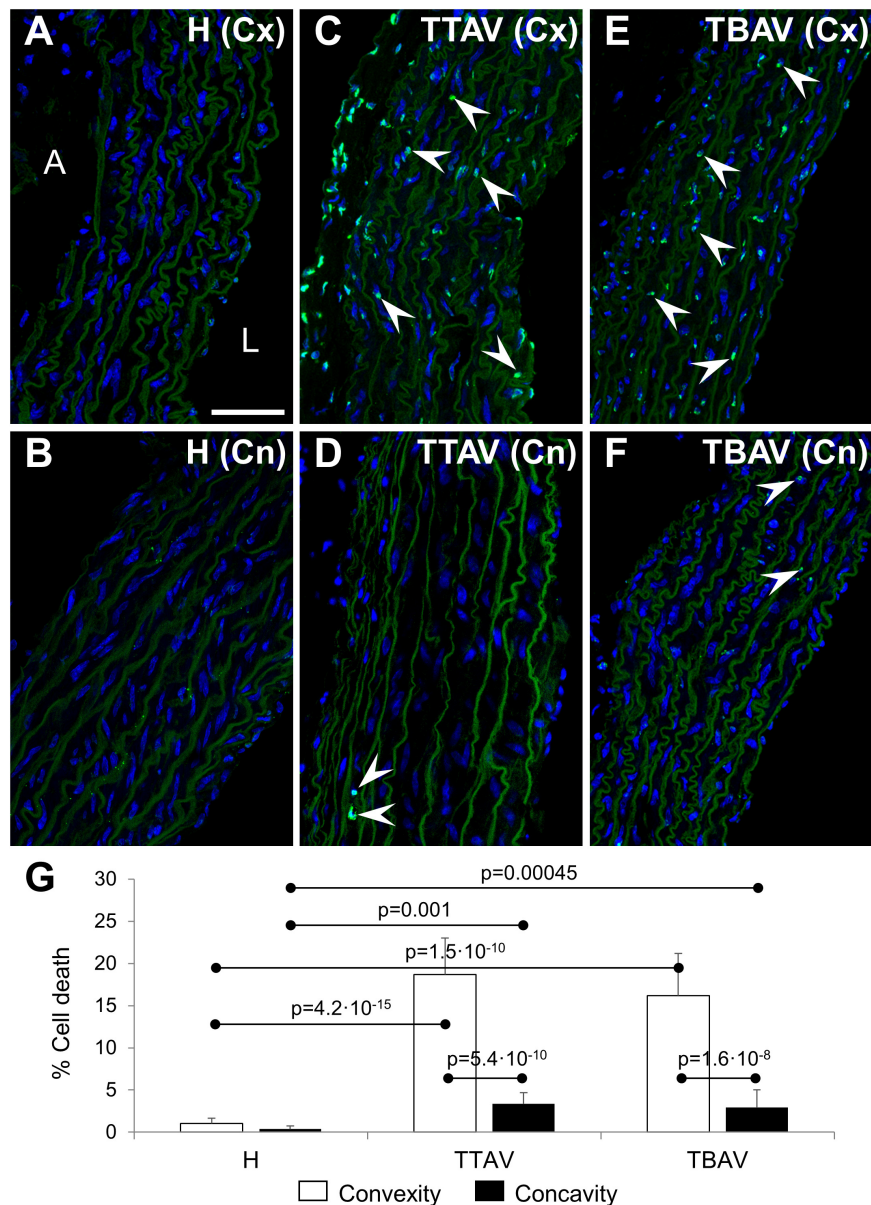 A H (Cx)
C TTAV (Cx)
E TBAV (Cx)
A
L
B H (Cn)
D TTAV (Cn)
F TBAV (Cn)
G
% Cell death
30
25
20
15
10
5
0
p=0.00045
p=0.001
p=1.5·10⁻¹⁰
p=4.2·10⁻¹⁵
p=5.4·10⁻¹⁰
p=1.6·10⁻⁸
H TTAV TBAV
Convexity Concavity